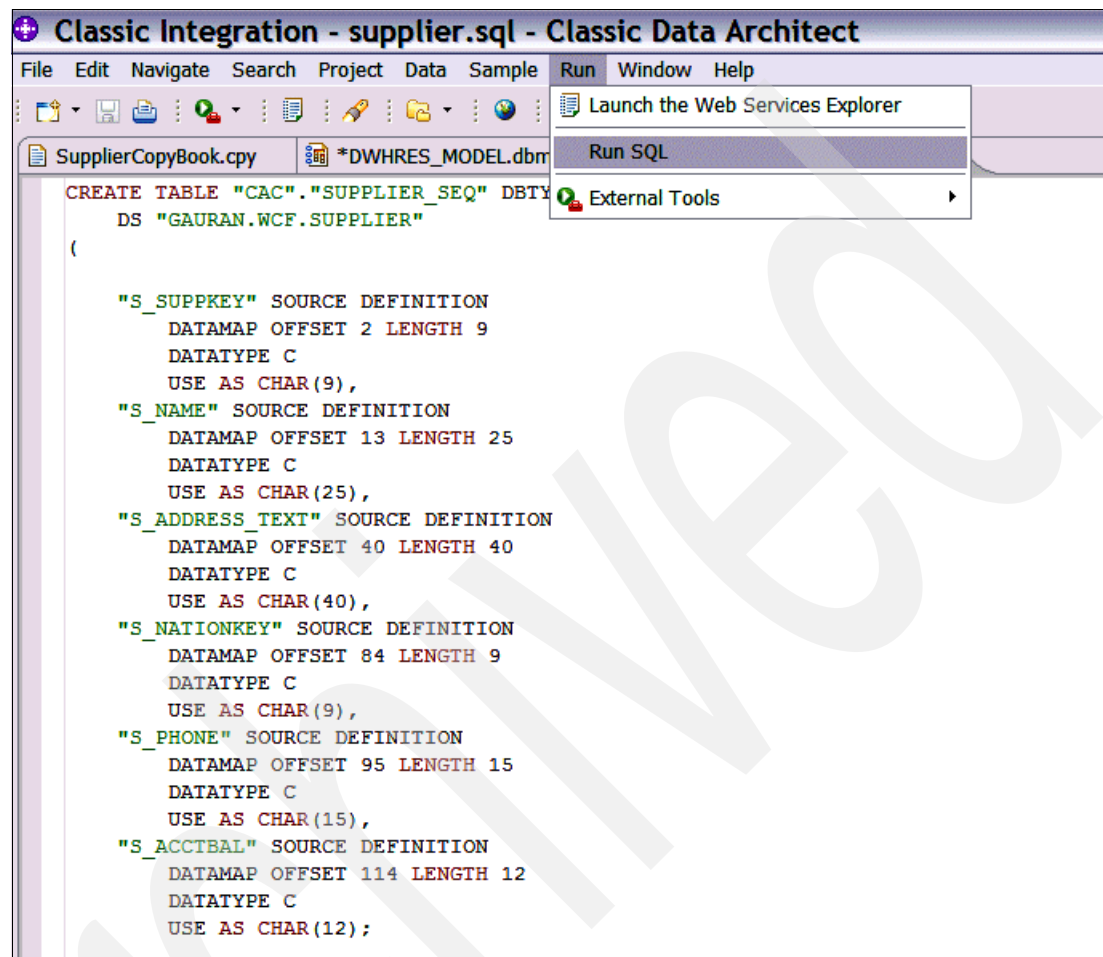 Classic Integration - supplier.sql - Classic Data Architect
File Edit Navigate Search Project Data Sample Run Window Help
Launch the Web Services Explorer
Run SQL
External Tools
SupplierCopyBook.cpy *DWHRES_MODEL.dbm
CREATE TABLE "CAC"."SUPPLIER_SEQ" DBTY
DS "GAURAN.WCF.SUPPLIER"
(
"S_SUPPKEY" SOURCE DEFINITION
DATAMAP OFFSET 2 LENGTH 9
DATATYPE C
USE AS CHAR(9),
"S_NAME" SOURCE DEFINITION
DATAMAP OFFSET 13 LENGTH 25
DATATYPE C
USE AS CHAR(25),
"S_ADDRESS_TEXT" SOURCE DEFINITION
DATAMAP OFFSET 40 LENGTH 40
DATATYPE C
USE AS CHAR(40),
"S_NATIONKEY" SOURCE DEFINITION
DATAMAP OFFSET 84 LENGTH 9
DATATYPE C
USE AS CHAR(9),
"S_PHONE" SOURCE DEFINITION
DATAMAP OFFSET 95 LENGTH 15
DATATYPE C
USE AS CHAR(15),
"S_ACCTBAL" SOURCE DEFINITION
DATAMAP OFFSET 114 LENGTH 12
DATATYPE C
USE AS CHAR(12);